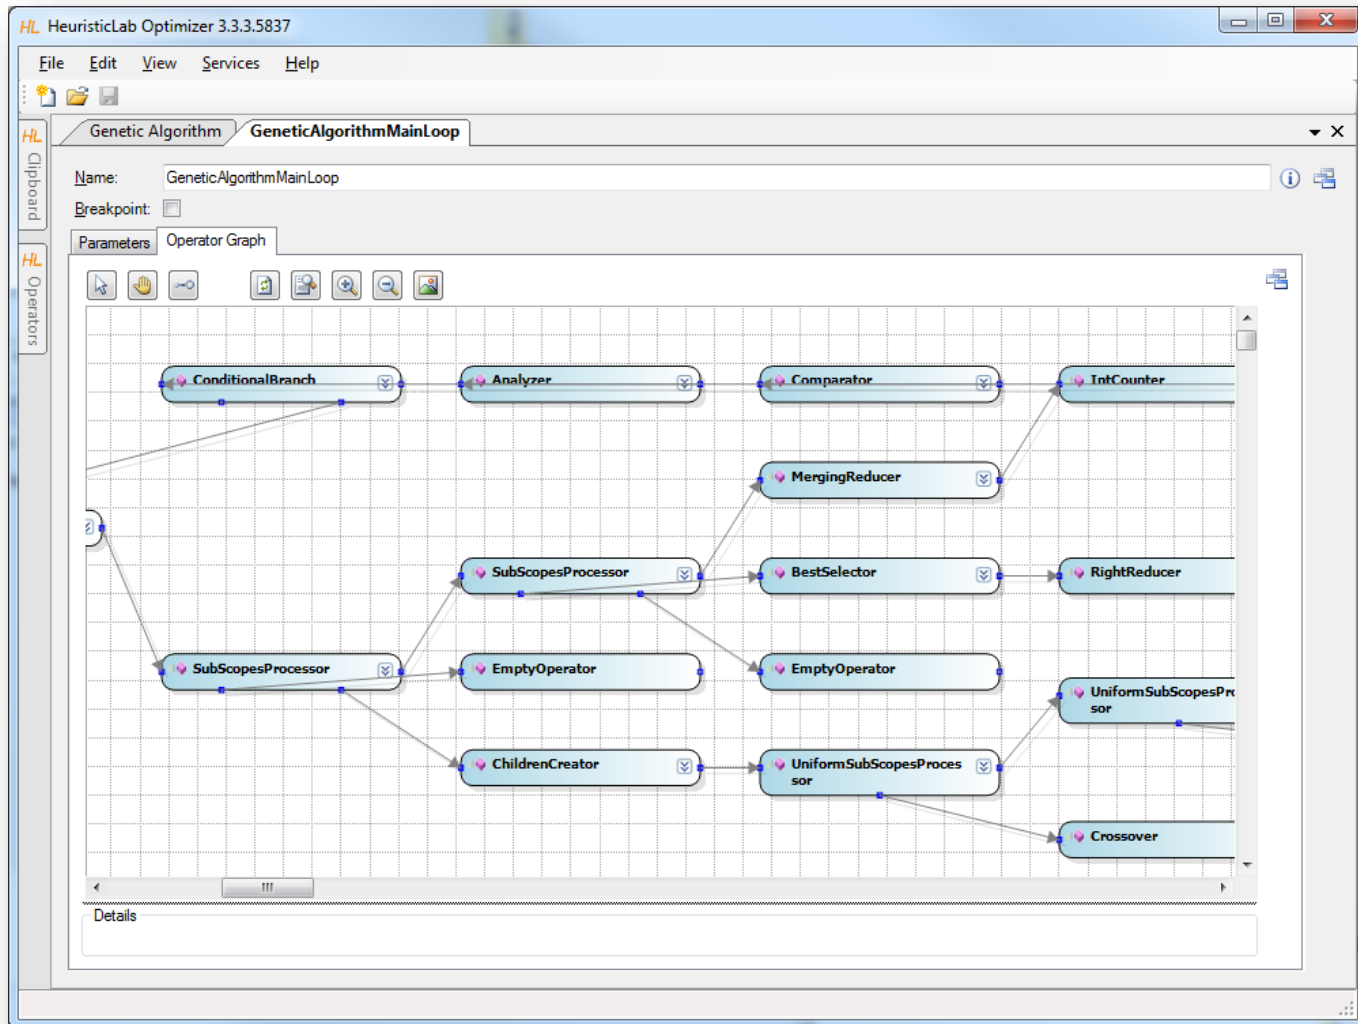 HL HeuristicLab Optimizer 3.3.3.5837
File Edit View Services Help
HL Clipboard
HL Operators
Genetic Algorithm GeneticAlgorithmMainLoop
Name: GeneticAlgorithmMainLoop
Breakpoint:
Parameters Operator Graph
ConditionalBranch Analyzer Comparator IntCounter
MergingReducer
SubScopesProcessor BestSelector RightReducer
SubScopesProcessor EmptyOperator EmptyOperator
UniformSubScopesPro
sor
ChildrenCreator UniformSubScopesProces
sor
Crossover
Details